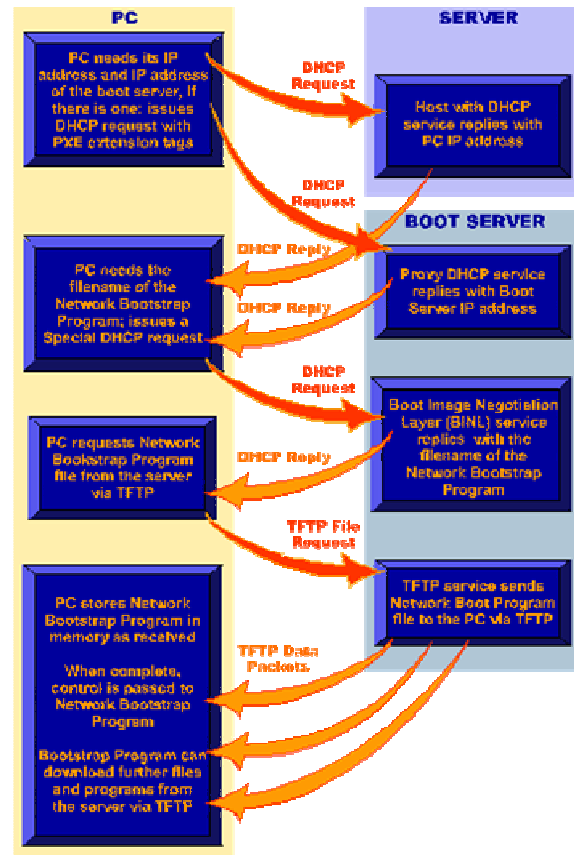 PC
SERVER
PC needs its IP
address and IP address
of the boot server, If
there is one: issues
DHCP request with
PXE extension tags
DHCP
Request
Host with DHCP
service replies with
PC IP address
DHCP
Request
BOOT SERVER
DHCP Reply
PC needs the
filename of the
Network Bootstrap
Program; issues a
Special DHCP request
Proxy DHCP service
replies with Boot
Server IP address
DHCP Reply
DHCP
Request
Boot Image Negotiation
Layer (BINL) service
replies with the
filename of the
Network Bootstrap
Program
PC requests Network
Bookstrap Program
file from the server
via TFTP
DHCP Reply
TFTP File
Request
TFTP service sends
Network Boot Program
file to the PC via TFTP
PC stores Network
Bootstrap Program in
memory as received
When complete,
control is passed to
Network Bootstrap
Program
Bootstrap Program can
download further files
and programs from
the server via TFTP
TFTP Data
Packets